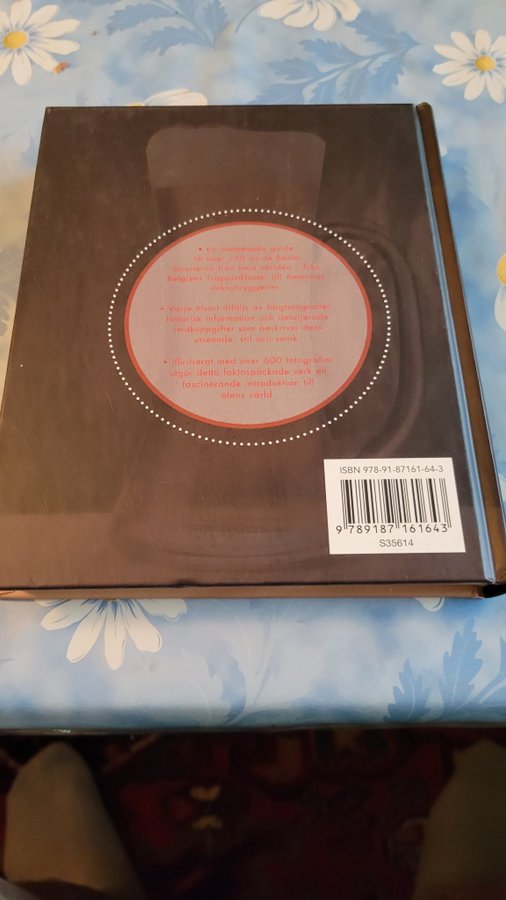 • En omfattande guide
till över 350 av de bästa
ölsorterna från hela världen – från
Belgiens Trappistkloster till Amerikas
mikrobryggerier.
• Varje ölsort åtföljs av färgfotografier,
historisk information och detaljerade
smakuppgifter som beskriver dess
utseende, stil och smak.
• Illustrerat med över 600 fotografier
utgör detta faktaspäckade verk en
fascinerande introduktion till
ölens värld.
ISBN 978-91-87161-64-3
9 789187 161643
S35614